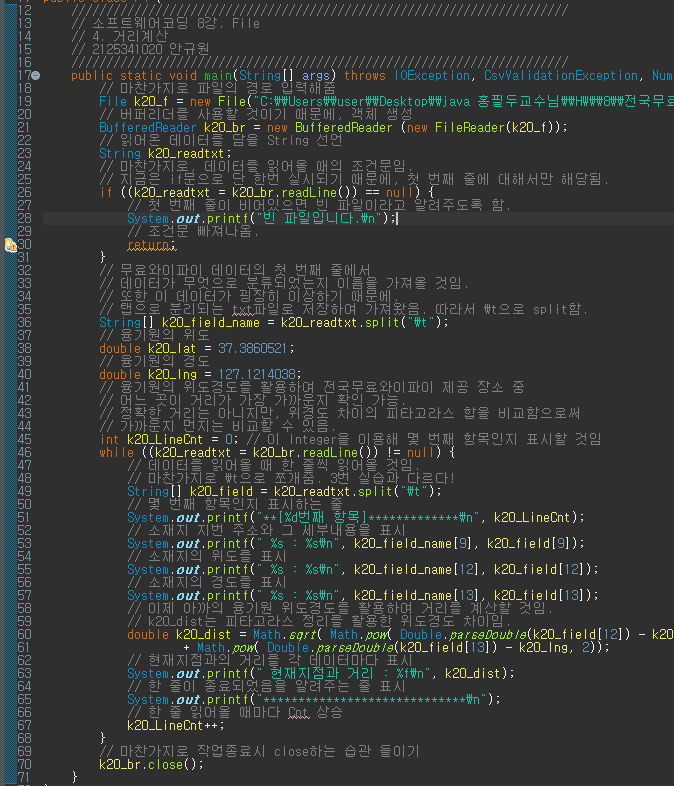 12 //////////////////////////////////////////////////////////////////////
13 // 소프트웨어코딩 8강. File
14 // 4. 거리계산
15 // 2125341020 안규원
16 //////////////////////////////////////////////////////////////////////
17 public static void main(String[] args) throws IOException, CsvValidationException, Num
18 // 마찬가지로 파일의 경로 입력해줌
19 File k20_f = new File("C:₩₩Users₩₩user₩₩Desktop₩₩java 홍필두교수님₩₩HW₩₩8₩₩전국무료
20 // 버퍼리더를 사용할 것이기 때문에, 객체 생성
21 BufferedReader k20_br = new BufferedReader (new FileReader(k20_f));
22 // 읽어온 데이터를 담을 String 선언
23 String k20_readtxt;
24 // 마찬가지로, 데이터를 읽어올 때의 조건문임.
25 // 지금은 if문으로 단 한번 실시되기 때문에, 첫 번째 줄에 대해서만 해당됨.
26 if ((k20_readtxt = k20_br.readLine()) == null) {
27 // 첫 번째 줄이 비어있으면 빈 파일이라고 알려주도록 함.
28 System.out.printf("빈 파일입니다.₩n");
29 // 조건문 빠져나옴.
30 return;
31 }
32 // 무료와이파이 데이터의 첫 번째 줄에서
33 // 데이터가 무엇으로 분류되었는지 이름을 가져올 것임.
34 // 또한 이 데이터가 굉장히 이상하기 때문에,
35 // 탭으로 분리되는 txt파일로 저장하여 가져왔음. 따라서 ₩t으로 split함.
36 String[] k20_field_name = k20_readtxt.split("₩t");
37 // 융기원의 위도
38 double k20_lat = 37.3860521;
39 // 융기원의 경도
40 double k20_lng = 127.1214038;
41 // 융기원의 위도경도를 활용하여 전국무료와이파이 제공 장소 중
42 // 어느 곳이 거리가 가장 가까운지 확인 가능.
43 // 정확한 거리는 아니지만, 위경도 차이의 피타고라스 합을 비교함으로써
44 // 가까운지 먼지는 비교할 수 있음.
45 int k20_LineCnt = 0; // 이 Integer을 이용해 몇 번째 항목인지 표시할 것임
46 while ((k20_readtxt = k20_br.readLine()) != null) {
47 // 데이터를 읽어올 때 한 줄씩 읽어올 것임.
48 // 마찬가지로 ₩t으로 쪼개줌. 3번 실습과 다르다!
49 String[] k20_field = k20_readtxt.split("₩t");
50 // 몇 번째 항목인지 표시하는 줄
51 System.out.printf("**[%d번째 항목]*************₩n", k20_LineCnt);
52 // 소재지 지번 주소와 그 세부내용을 표시
53 System.out.printf(" %s : %s₩n", k20_field_name[9], k20_field[9]);
54 // 소재지의 위도를 표시
55 System.out.printf(" %s : %s₩n", k20_field_name[12], k20_field[12]);
56 // 소재지의 경도를 표시
57 System.out.printf(" %s : %s₩n", k20_field_name[13], k20_field[13]);
58 // 이제 아까의 융기원 위도경도를 활용하여 거리를 계산할 것임.
59 // k20_dist는 피타고라스 정리를 활용한 위도경도 차이임.
60 double k20_dist = Math.sqrt( Math.pow( Double.parseDouble(k20_field[12]) - k20
61 + Math.pow( Double.parseDouble(k20_field[13]) - k20_lng, 2));
62 // 현재지점과의 거리를 각 데이터마다 표시
63 System.out.printf(" 현재지점과 거리 : %f₩n", k20_dist);
64 // 한 줄이 종료되었음을 알려주는 줄 표시
65 System.out.printf("*****************************₩n");
66 // 한 줄 읽어올 때마다 Cnt 상승
67 k20_LineCnt++;
68 }
69 // 마찬가지로 작업종료시 close하는 습관 들이기
70 k20_br.close();
71 }